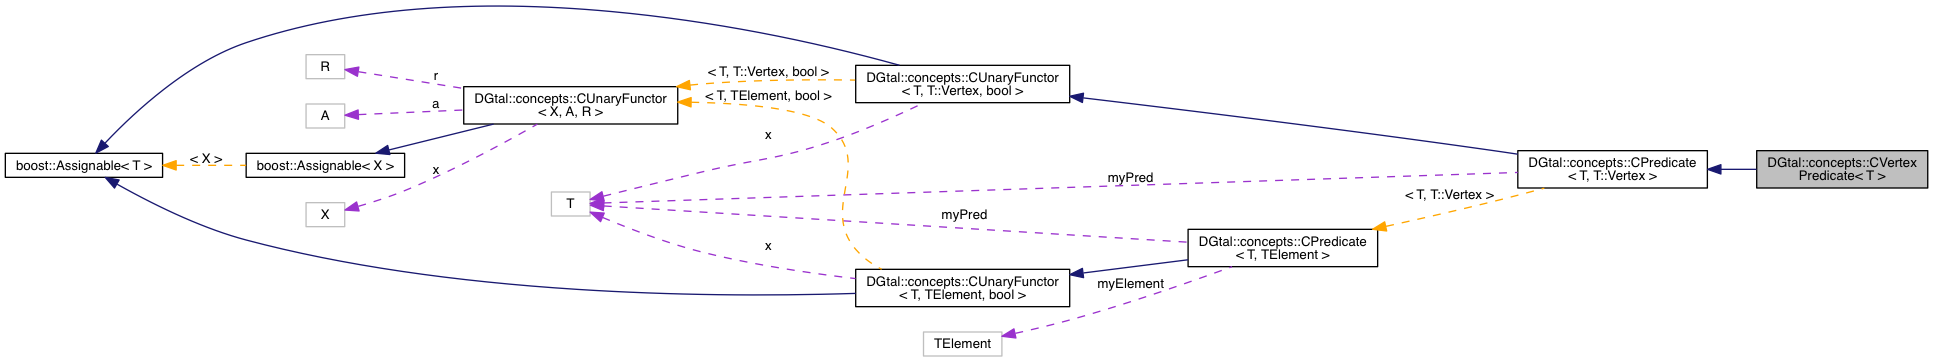 R
r
A
a
DGtal::concepts::CUnaryFunctor
< X, A, R >
boost::Assignable< T >
< X >
boost::Assignable< X >
x
X
< T, T::Vertex, bool >
< T, TElement, bool >
DGtal::concepts::CUnaryFunctor
< T, T::Vertex, bool >
x
T
myPred
myPred
x
DGtal::concepts::CUnaryFunctor
< T, TElement, bool >
DGtal::concepts::CPredicate
< T, TElement >
myElement
TElement
< T, T::Vertex >
DGtal::concepts::CPredicate
< T, T::Vertex >
DGtal::concepts::CVertex
Predicate< T >